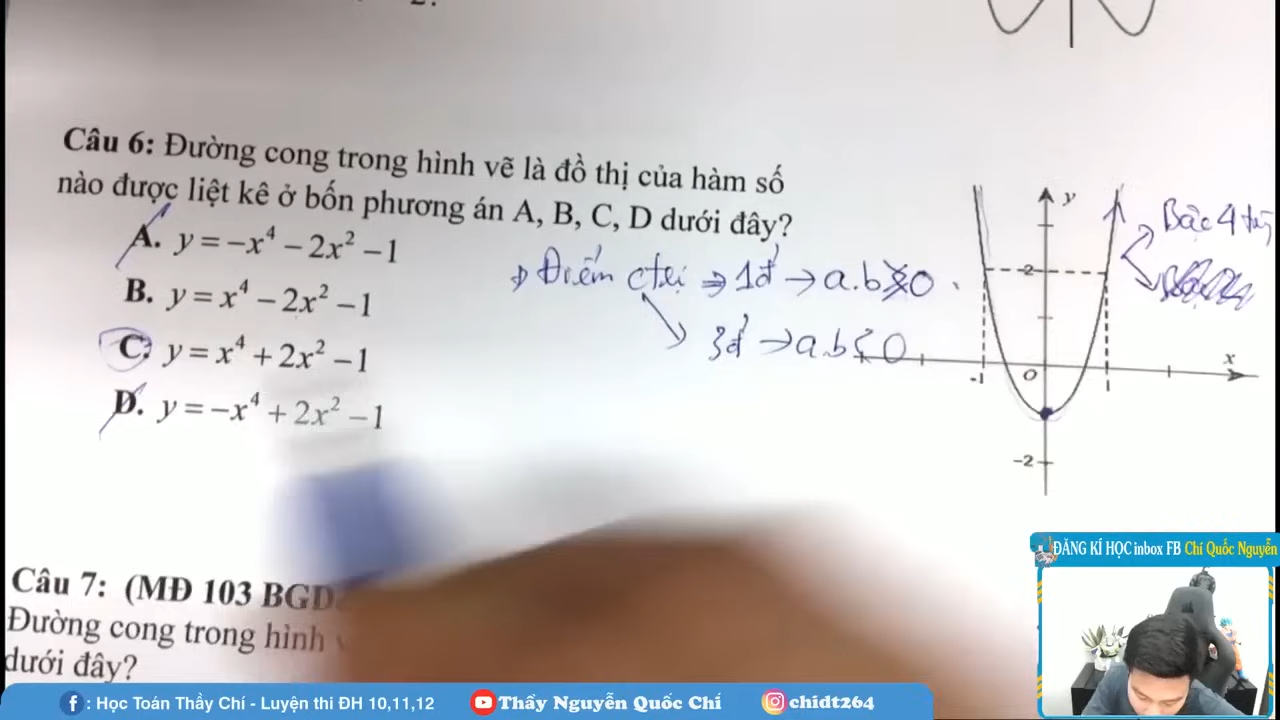 Câu 6: Đường cong trong hình vẽ là đồ thị của hàm số
nào được liệt kê ở bốn phương án A, B, C, D dưới đây?
A. y = −x⁴ − 2x² − 1
B. y = x⁴ − 2x² − 1
C. y = x⁴ + 2x² − 1
D. y = −x⁴ + 2x² − 1
⇒ Điểm ctrị ⇒ 1đ → a.b 0
3đ → a.b < 0
y
Bậc 4
2
-1
O
x
-2
Câu 7: (MĐ 103 BGD
Đường cong trong hình
dưới đây?
ĐĂNG KÍ HỌC inbox FB Chí Quốc Nguyễn
f : Học Toán Thầy Chí - Luyện thi ĐH 10,11,12
Thầy Nguyễn Quốc Chí
chidt264